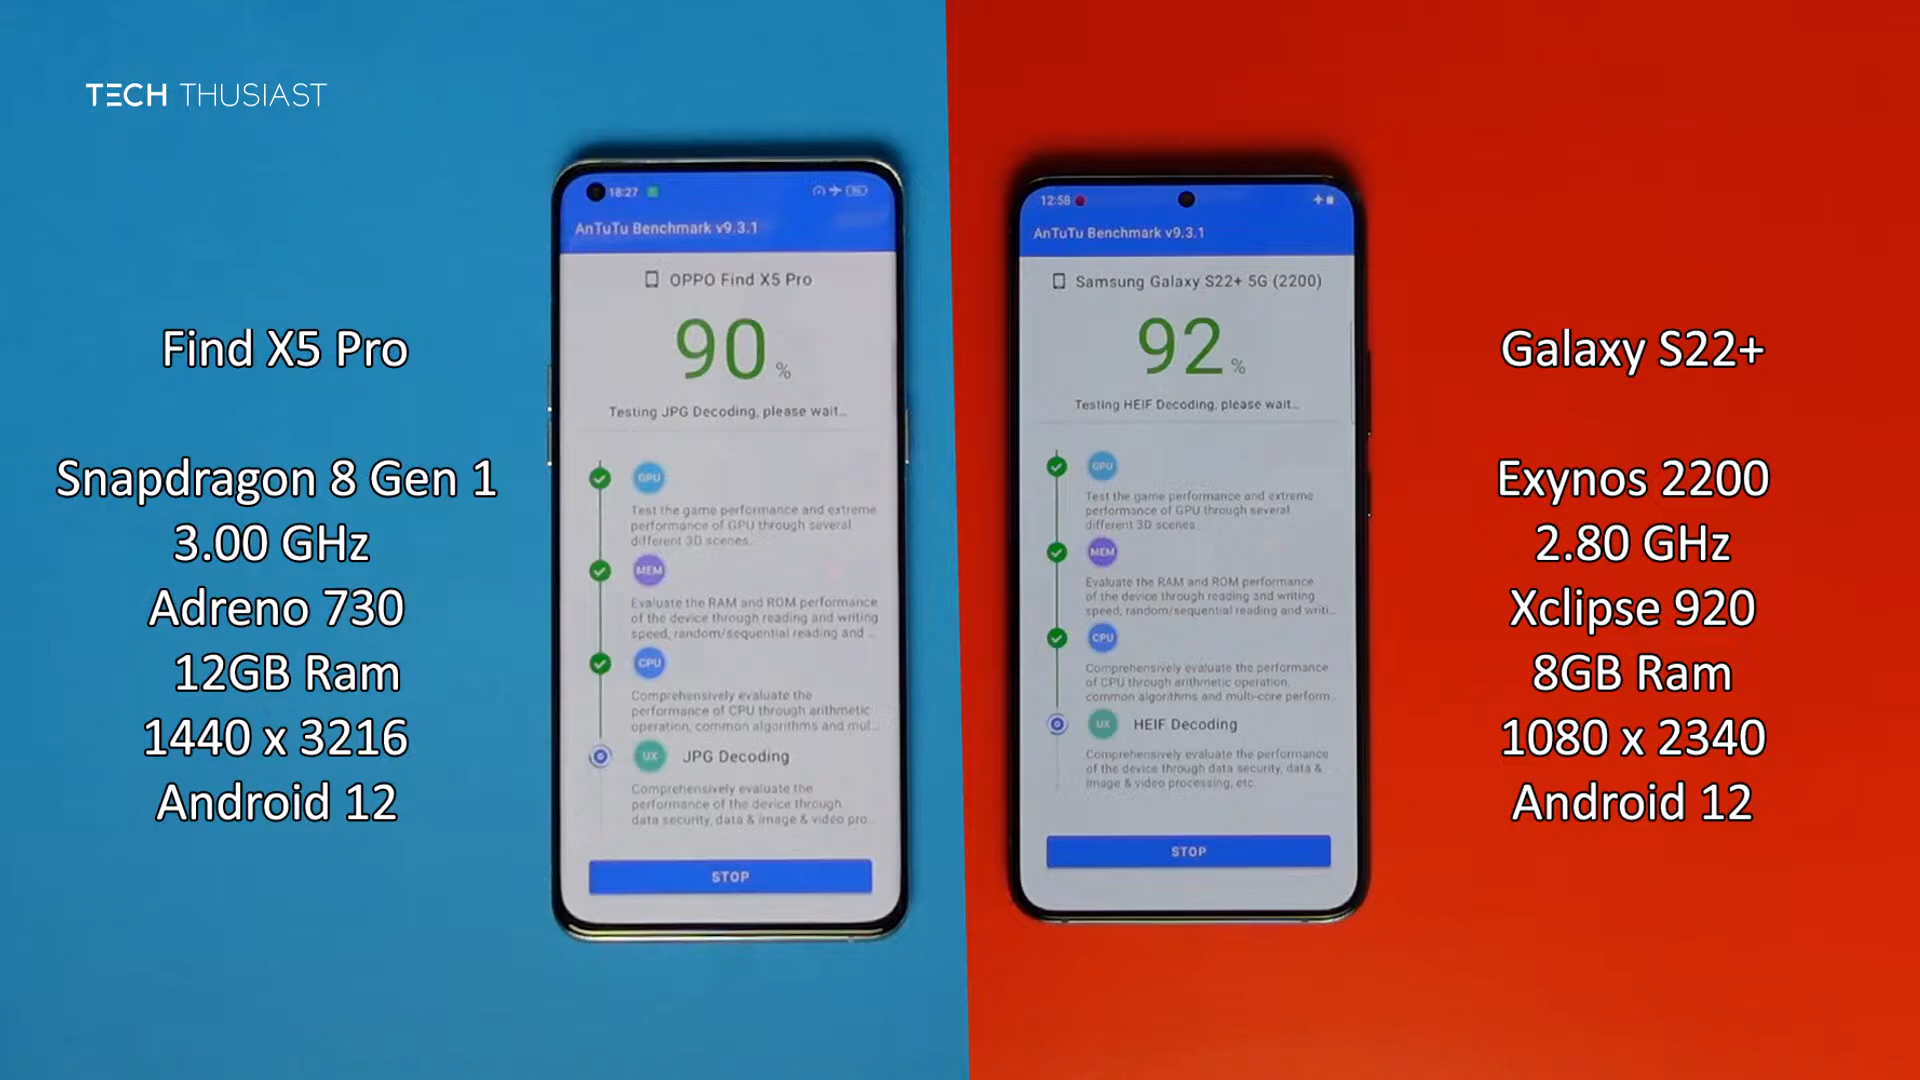 TECH THUSIAST
Find X5 Pro
Snapdragon 8 Gen 1
3.00 GHz
Adreno 730
12GB Ram
1440 x 3216
Android 12
18:27
AnTuTu Benchmark v9.3.1
OPPO Find X5 Pro
90%
Testing JPG Decoding, please wait...
GPU
Test the game performance and extreme
performance of GPU through several
different 3D scenes.
MEM
Evaluate the RAM and ROM performance
of the device through reading and writing
speed, random/sequential reading and ...
CPU
Comprehensively evaluate the
performance of CPU through arithmetic
operation, common algorithms and mul...
UX JPG Decoding
Comprehensively evaluate the
performance of the device through
data security, data & image & video pro...
STOP
12:58
AnTuTu Benchmark v9.3.1
Samsung Galaxy S22+ 5G (2200)
92%
Testing HEIF Decoding, please wait...
GPU
Test the game performance and extreme
performance of GPU through several
different 3D scenes.
MEM
Evaluate the RAM and ROM performance
of the device through reading and writing
speed, random/sequential reading and writi...
CPU
Comprehensively evaluate the performance
of CPU through arithmetic operation,
common algorithms and multi-core perform...
UX HEIF Decoding
Comprehensively evaluate the performance
of the device through data security, data &
image & video processing, etc.
STOP
Galaxy S22+
Exynos 2200
2.80 GHz
Xclipse 920
8GB Ram
1080 x 2340
Android 12